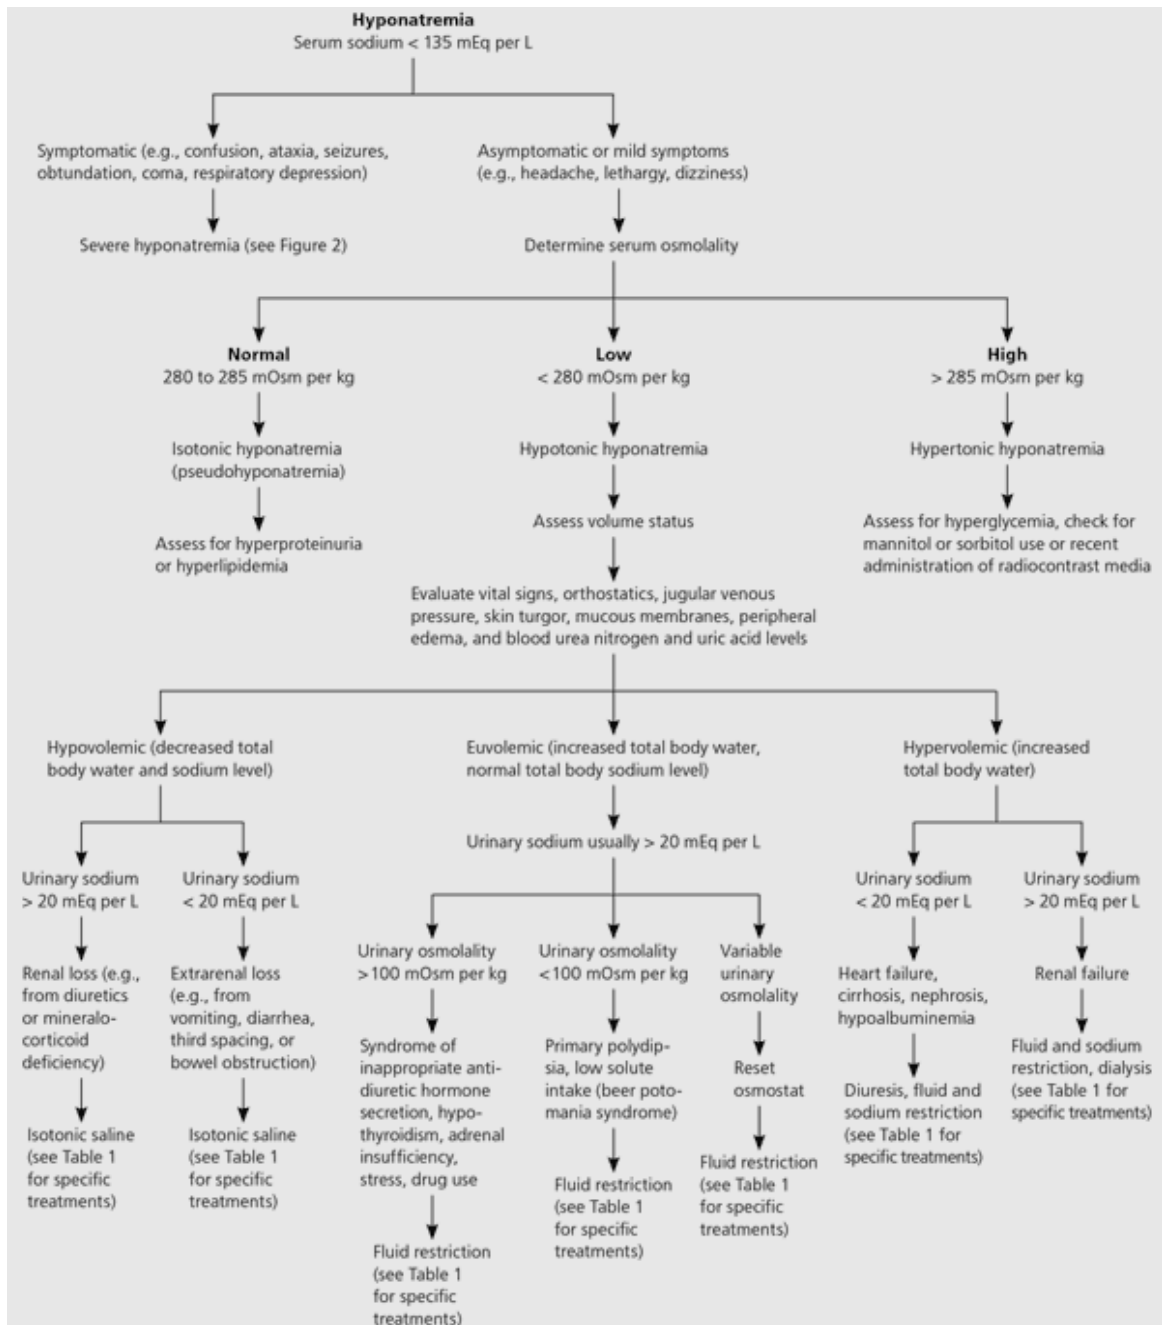 Hyponatremia
Serum sodium < 135 mEq per L
Symptomatic (e.g., confusion, ataxia, seizures,
obtundation, coma, respiratory depression)
Asymptomatic or mild symptoms
(e.g., headache, lethargy, dizziness)
Severe hyponatremia (see Figure 2)
Determine serum osmolality
Normal
280 to 285 mOsm per kg
Low
< 280 mOsm per kg
High
> 285 mOsm per kg
Isotonic hyponatremia
(pseudohyponatremia)
Hypotonic hyponatremia
Hypertonic hyponatremia
Assess for hyperproteinuria
or hyperlipidemia
Assess volume status
Assess for hyperglycemia, check for
mannitol or sorbitol use or recent
administration of radiocontrast media
Evaluate vital signs, orthostatics, jugular venous
pressure, skin turgor, mucous membranes, peripheral
edema, and blood urea nitrogen and uric acid levels
Hypovolemic (decreased total
body water and sodium level)
Euvolemic (increased total body water,
normal total body sodium level)
Hypervolemic (increased
total body water)
Urinary sodium usually > 20 mEq per L
Urinary sodium
> 20 mEq per L
Urinary sodium
< 20 mEq per L
Urinary sodium
< 20 mEq per L
Urinary sodium
> 20 mEq per L
Urinary osmolality
>100 mOsm per kg
Urinary osmolality
<100 mOsm per kg
Variable
urinary
osmolality
Renal loss (e.g.,
from diuretics
or mineralo-
corticoid
deficiency)
Extrarenal loss
(e.g., from
vomiting, diarrhea,
third spacing, or
bowel obstruction)
Heart failure,
cirrhosis, nephrosis,
hypoalbuminemia
Renal failure
Syndrome of
inappropriate anti-
diuretic hormone
secretion, hypo-
thyroidism, adrenal
insufficiency,
stress, drug use
Primary polydip-
sia, low solute
intake (beer poto-
mania syndrome)
Reset
osmostat
Diuresis, fluid and
sodium restriction
(see Table 1 for
specific treatments)
Fluid and sodium
restriction, dialysis
(see Table 1 for
specific treatments)
Isotonic saline
(see Table 1
for specific
treatments)
Isotonic saline
(see Table 1
for specific
treatments)
Fluid restriction
(see Table 1
for specific
treatments)
Fluid restriction
(see Table 1
for specific
treatments)
Fluid restriction
(see Table 1
for specific
treatments)